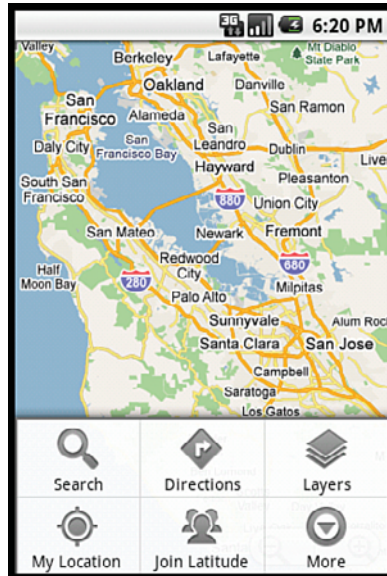 3G 6:20 PM
Valley
Berkeley
Lafayette
Mt Diablo
State Park
Oakland
Danville
San
Francisco
Alameda
San Ramon
Daly City
San
Francisco Bay
San
Leandro
Dublin
Live
Hayward
Pleasanton
South San
Francisco
880
Union City
San Mateo
Newark
Fremont
Half
Moon Bay
Redwood
City
280
680
Palo Alto
Milpitas
Sunnyvale
Alum Roc
Santa Clara
San Jose
Campbell
Saratoga
Los Gatos
Search
Directions
Layers
My Location
Join Latitude
More